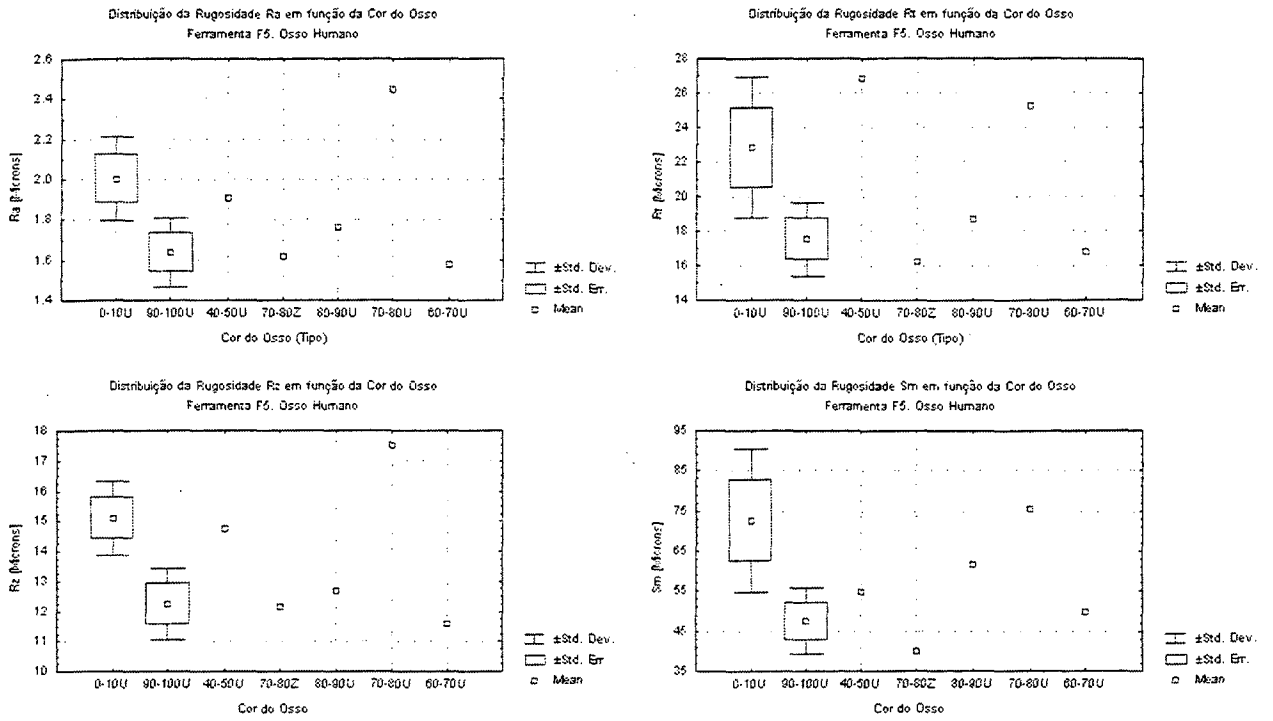 Distribuição da Rugosidade Ra em função da Cor do Osso
Ferramenta F5. Osso Humano
2.6
2.4
2.2
2.0
1.8
1.6
1.4
Ra [Microns]
0-10U 90-100U 40-50U 70-80Z 80-90U 70-80U 60-70U
Cor do Osso (Tipo)
±Std. Dev.
±Std. Err.
Mean
Distribuição da Rugosidade Rt em função da Cor do Osso
Ferramenta F5. Osso Humano
28
26
24
22
20
18
16
14
Rt [Microns]
0-10U 90-100U 40-50U 70-80Z 80-90U 70-80U 60-70U
Cor do Osso (Tipo)
±Std. Dev.
±Std. Err.
Mean
Distribuição da Rugosidade Rz em função da Cor do Osso
Ferramenta F5. Osso Humano
18
17
16
15
14
13
12
11
10
Rz [Microns]
0-10U 90-100U 40-50U 70-80Z 80-90U 70-80U 60-70U
Cor do Osso
±Std. Dev.
±Std. Err
Mean
Distribuição da Rugosidade Sm em função da Cor do Osso
Ferramenta F5. Osso Humano
95
85
75
65
55
45
35
Sm [Microns]
0-10U 90-100U 40-50U 70-80Z 80-90U 70-80U 60-70U
Cor do Osso
±Std. Dev.
±Std. Err.
Mean